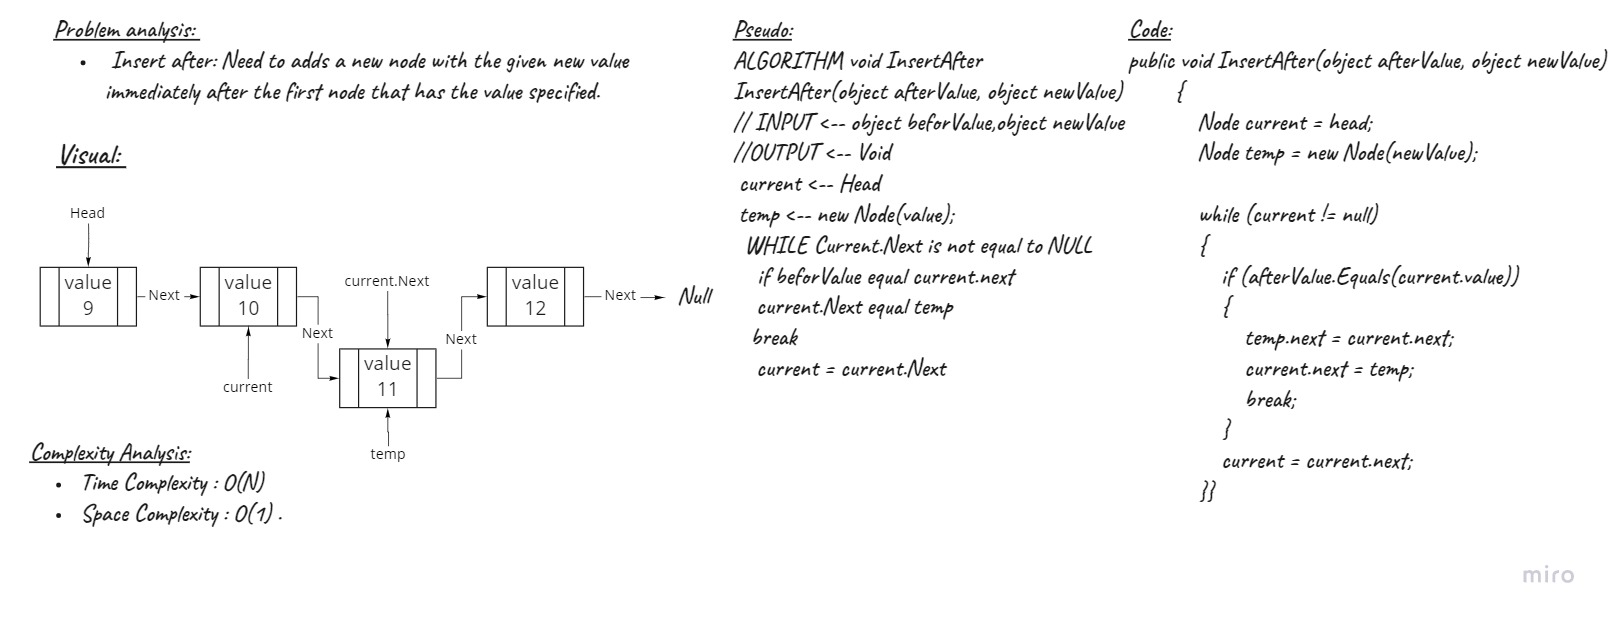 Problem analysis:
• Insert after: Need to adds a new node with the given new value
immediately after the first node that has the value specified.
Visual:
Head
value
9
Next
value
10
current
Next
current.Next
value
11
temp
Next
value
12
Next
Null
Complexity Analysis:
• Time Complexity : O(N)
• Space Complexity : O(1) .
Pseudo:
ALGORITHM void InsertAfter
InsertAfter(object afterValue, object newValue)
// INPUT <-- object beforValue,object newValue
//OUTPUT <-- Void
current <-- Head
temp <-- new Node(value);
WHILE Current.Next is not equal to NULL
if beforValue equal current.next
current.Next equal temp
break
current = current.Next
Code:
public void InsertAfter(object afterValue, object newValue)
{
Node current = head;
Node temp = new Node(newValue);
while (current != null)
{
if (afterValue.Equals(current.value))
{
temp.next = current.next;
current.next = temp;
break;
}
current = current.next;
}}
miro